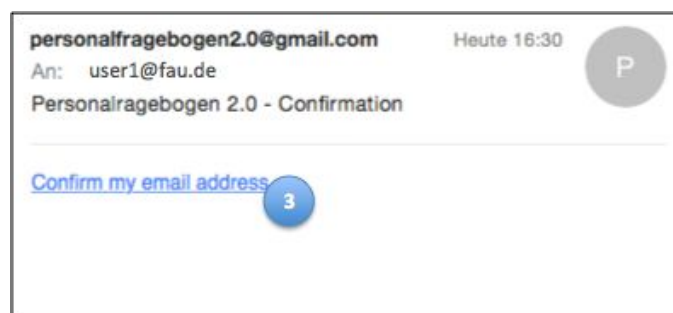 personalfragebogen2.0@gmail.com Heute 16:30
P
An: user1@fau.de
Personalragebogen 2.0 - Confirmation
Confirm my email address
3